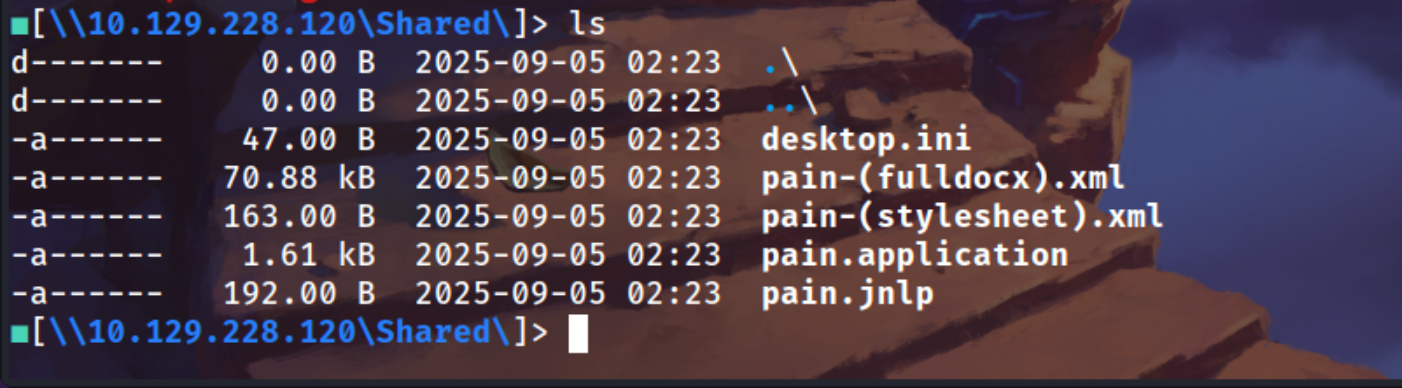 ■[\\10.129.228.120\Shared\]> ls
d------- 0.00 B 2025-09-05 02:23 .\
d------- 0.00 B 2025-09-05 02:23 ..\
-a------ 47.00 B 2025-09-05 02:23 desktop.ini
-a------ 70.88 kB 2025-09-05 02:23 pain-(fulldocx).xml
-a------ 163.00 B 2025-09-05 02:23 pain-(stylesheet).xml
-a------ 1.61 kB 2025-09-05 02:23 pain.application
-a------ 192.00 B 2025-09-05 02:23 pain.jnlp
■[\\10.129.228.120\Shared\]>